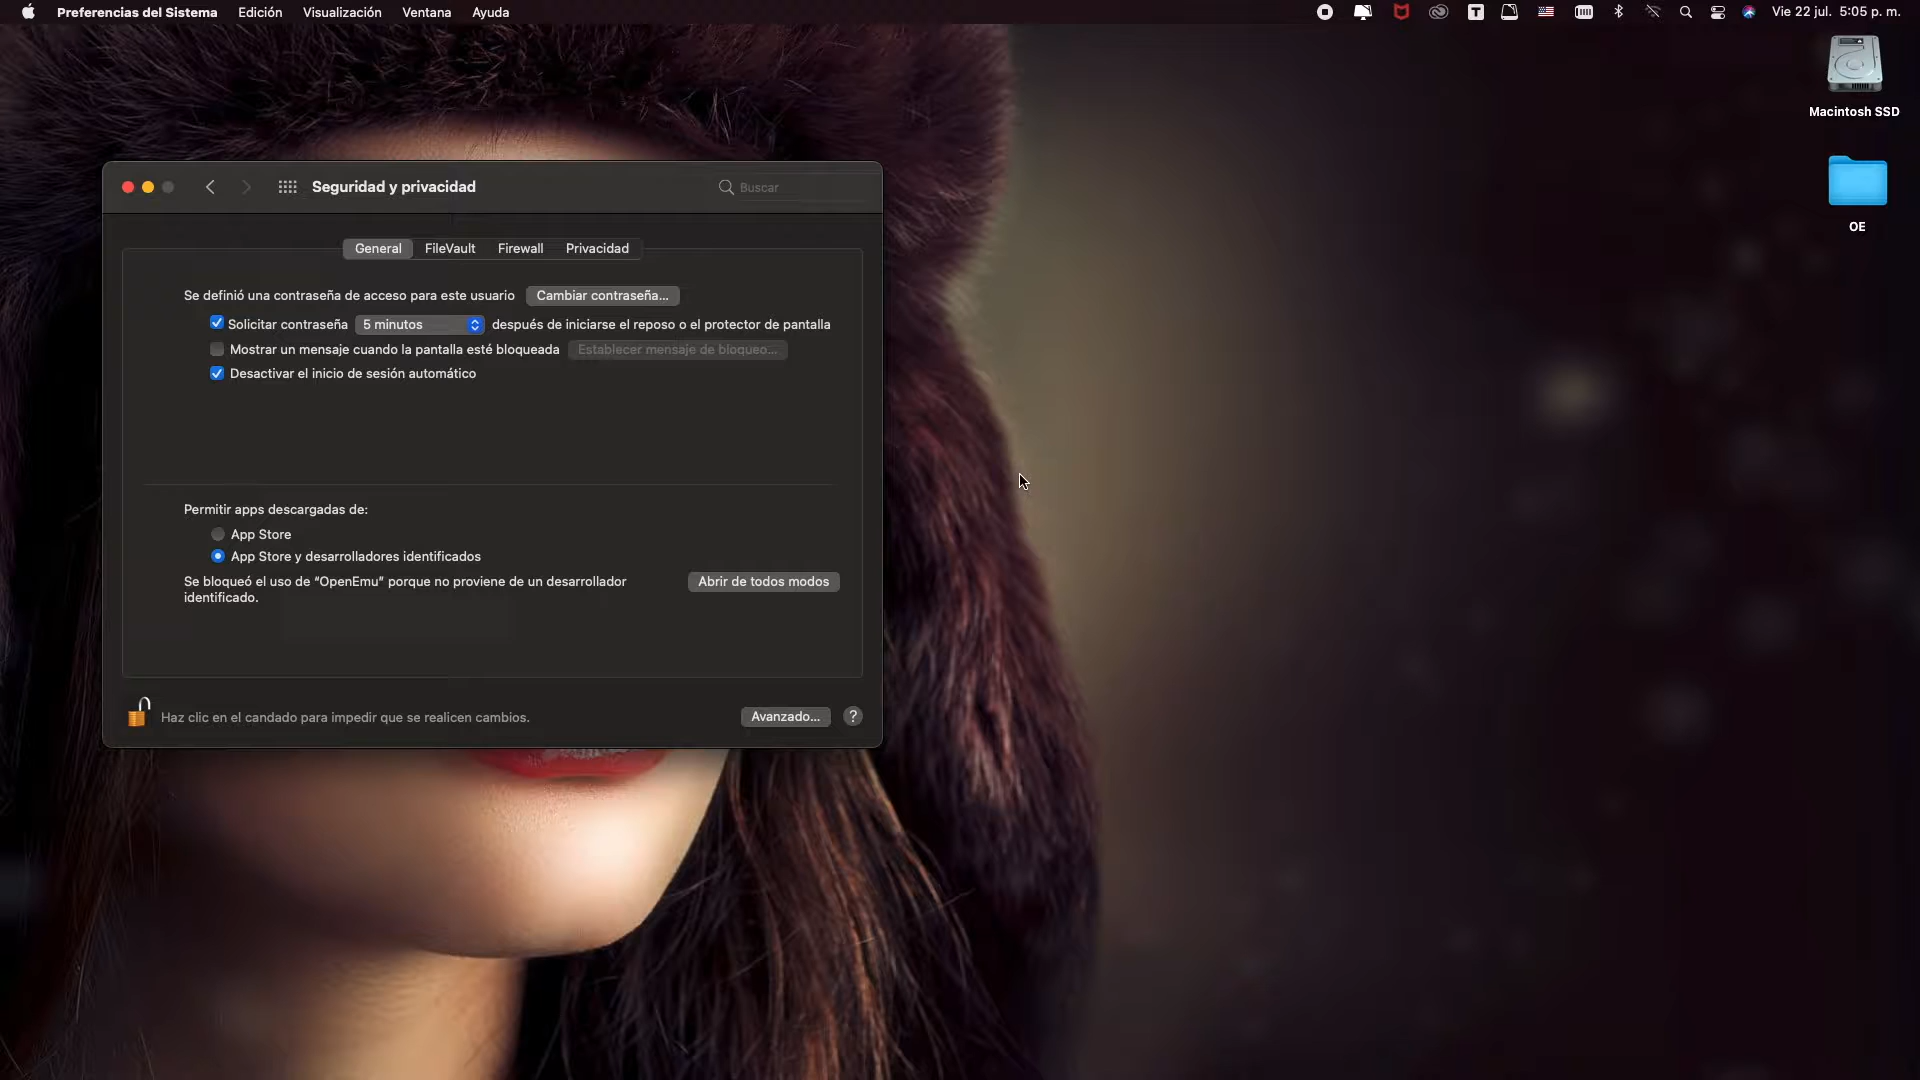 Preferencias del Sistema Edición Visualización Ventana Ayuda
Vie 22 jul. 5:05 p. m.
Macintosh SSD
OE
Seguridad y privacidad
Buscar
General FileVault Firewall Privacidad
Se definió una contraseña de acceso para este usuario Cambiar contraseña...
Solicitar contraseña 5 minutos después de iniciarse el reposo o el protector de pantalla
Mostrar un mensaje cuando la pantalla esté bloqueada Establecer mensaje de bloqueo...
Desactivar el inicio de sesión automático
Permitir apps descargadas de:
App Store
App Store y desarrolladores identificados
Se bloqueó el uso de “OpenEmu” porque no proviene de un desarrollador
identificado.
Abrir de todos modos
Haz clic en el candado para impedir que se realicen cambios.
Avanzado... ?